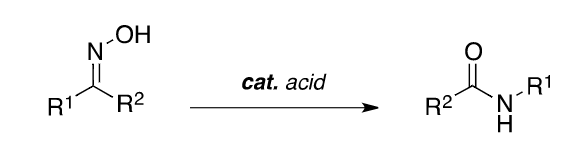 N OH
R¹ R²
cat. acid
O
R² N R¹
H